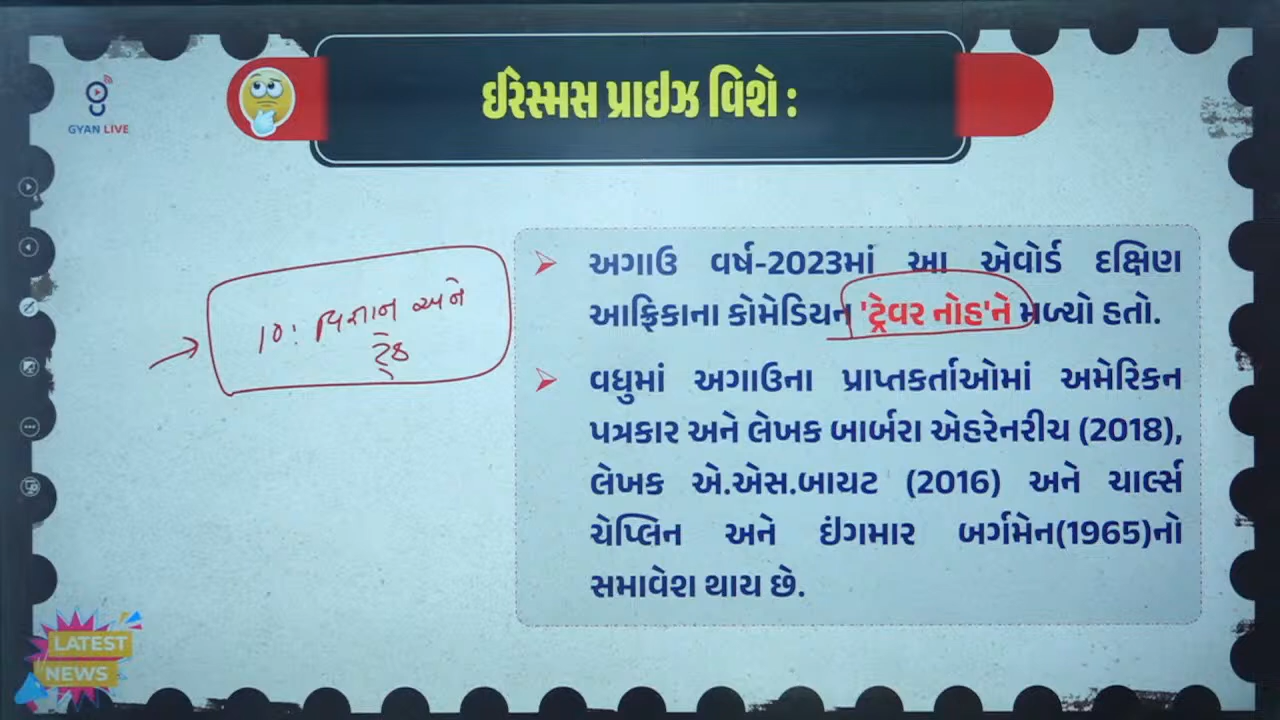 ઈરેસ્મસ પ્રાઇઝ વિશે :
GYAN LIVE
10: વિજ્ઞાન અને
અગાઉ વર્ષ-2023માં આ એવોર્ડ દક્ષિણ
આફ્રિકાના કોમેડિયન 'ટ્રેવર નોહ'ને મળ્યો હતો.
વધુમાં અગાઉના પ્રાપ્તકર્તાઓમાં અમેરિકન
પત્રકાર અને લેખક બાર્બરા એહરેનરીચ (2018),
લેખક એ.એસ.બાયટ (2016) અને ચાર્લ્સ
ચેપ્લિન અને ઇંગમાર બર્ગમેન(1965)નો
સમાવેશ થાય છે.
LATEST
NEWS